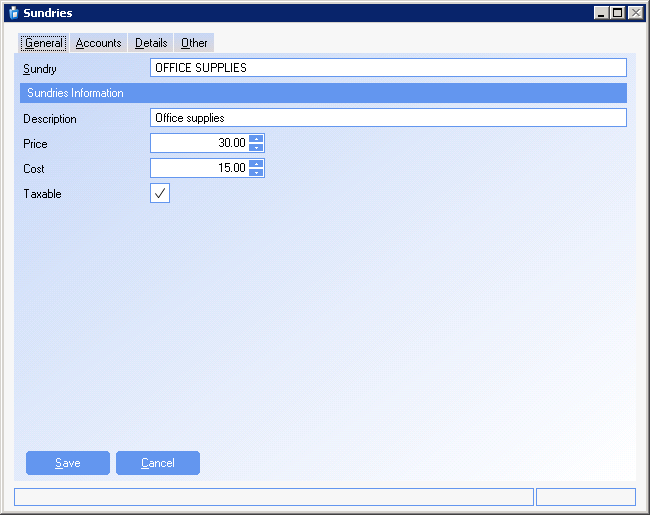 Sundries
General Accounts Details Other
Sundry OFFICE SUPPLIES
Sundries Information
Description Office supplies
Price 30.00
Cost 15.00
Taxable
Save Cancel